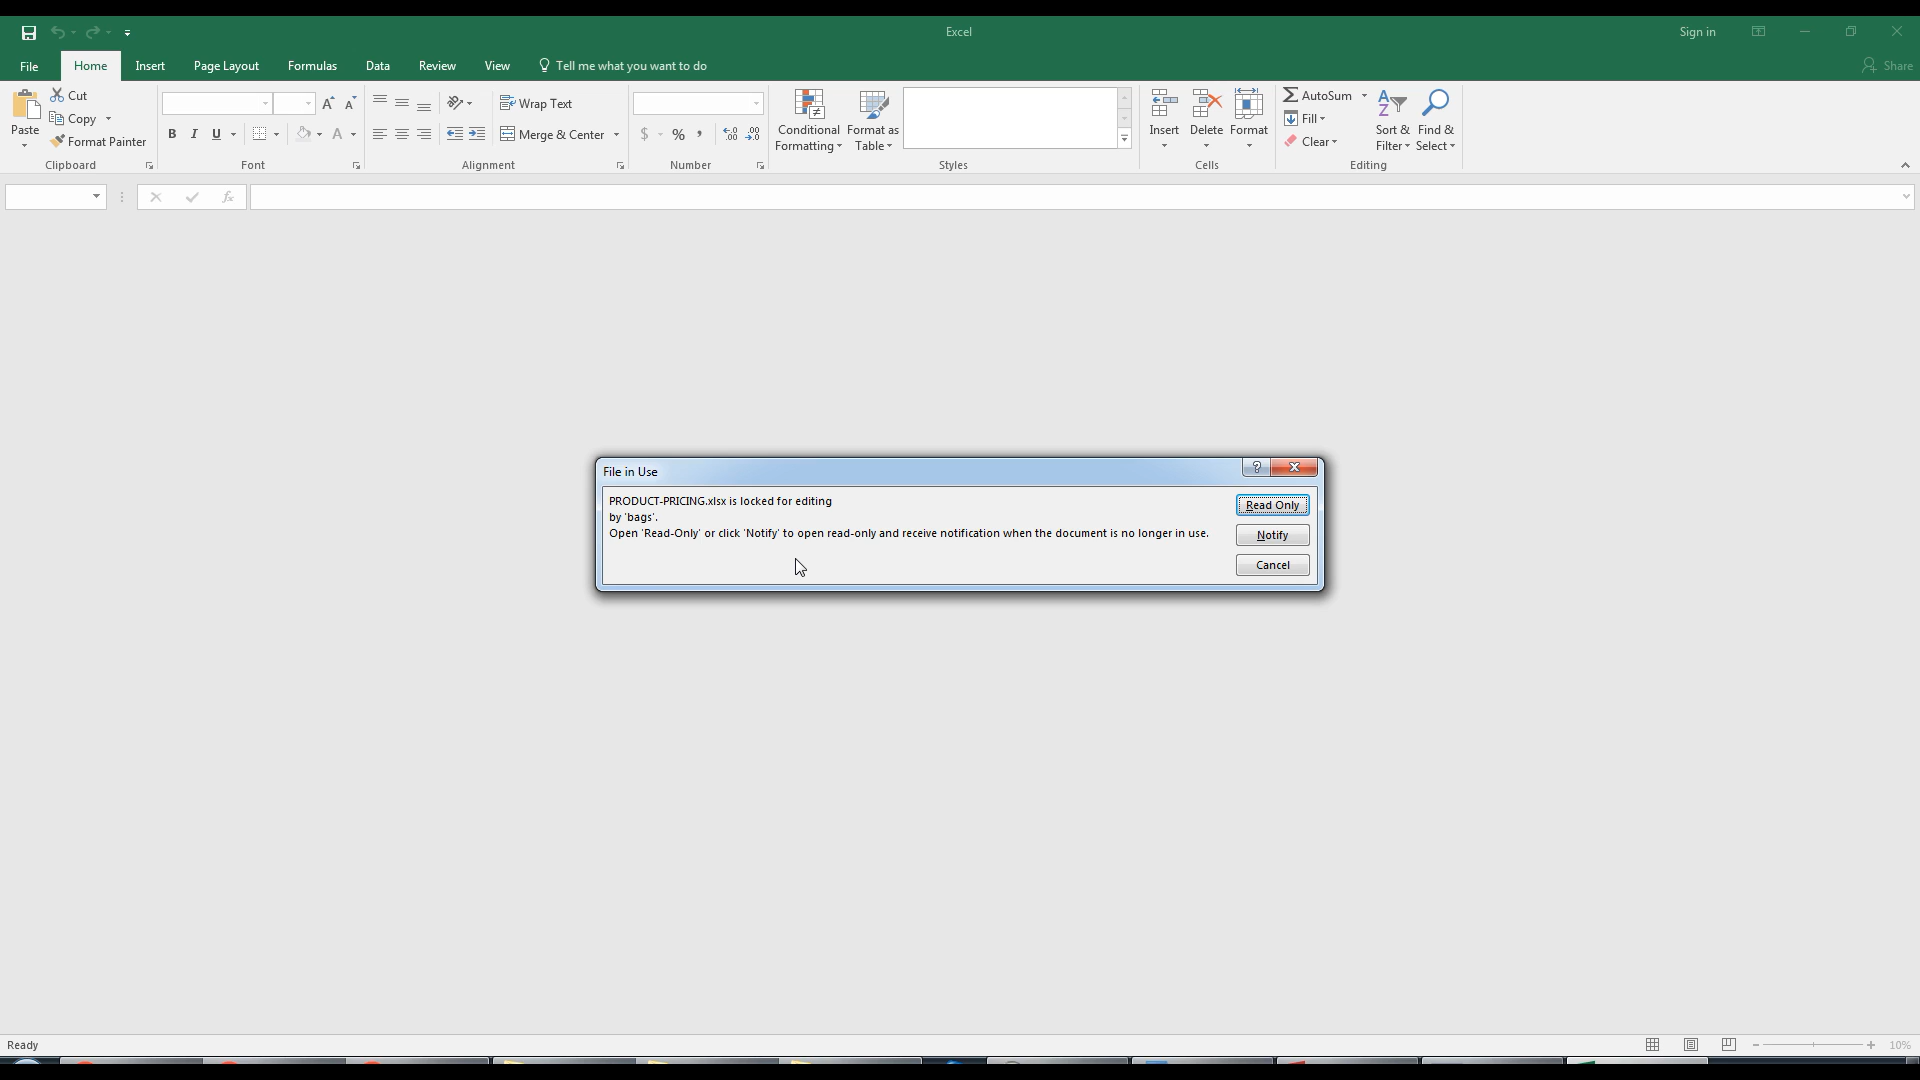 Excel
Sign in
File
Home
Insert
Page Layout
Formulas
Data
Review
View
Tell me what you want to do
Share
Paste
Cut
Copy
Format Painter
Clipboard
B I U
Font
Wrap Text
Merge & Center
Alignment
$ % ,
Number
Conditional
Formatting
Format as
Table
Styles
Insert
Delete
Format
Cells
AutoSum
Fill
Clear
Sort &
Filter
Find &
Select
Editing
fx
File in Use
PRODUCT-PRICING.xlsx is locked for editing
by 'bags'.
Open 'Read-Only' or click 'Notify' to open read-only and receive notification when the document is no longer in use.
Read Only
Notify
Cancel
Ready
10%